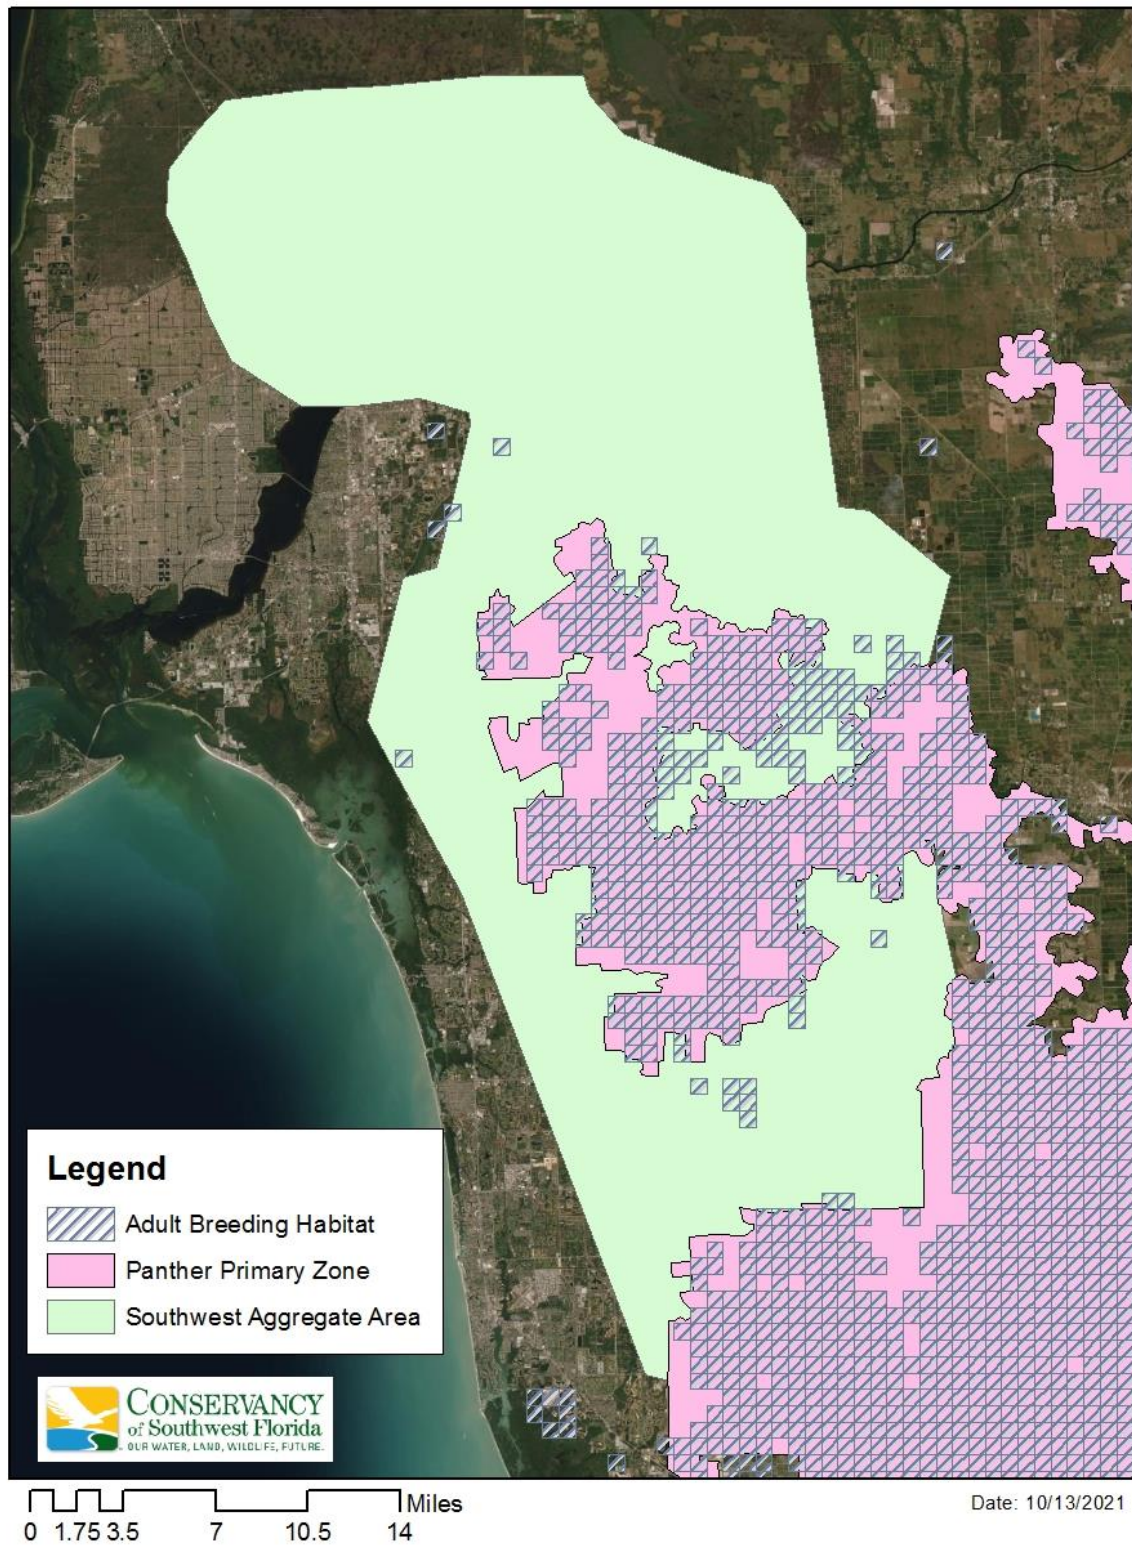 Legend
Adult Breeding Habitat
Panther Primary Zone
Southwest Aggregate Area
CONSERVANCY
of Southwest Florida
OUR WATER, LAND, WILDLIFE, FUTURE.
Miles
0 1.75 3.5 7 10.5 14
Date: 10/13/2021